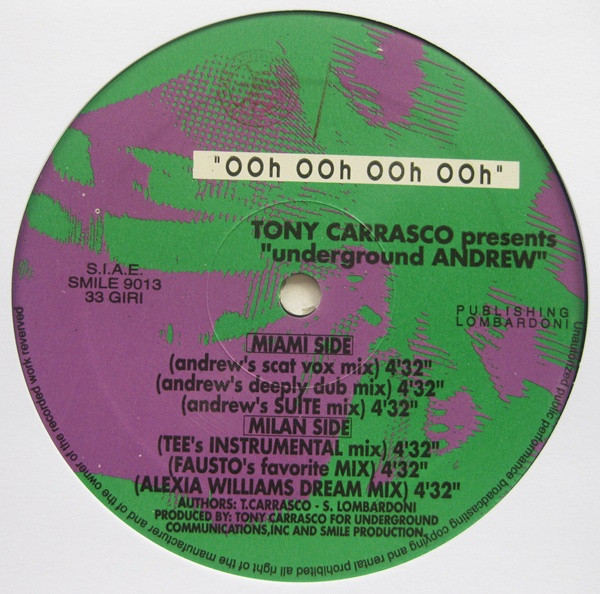 "OOh OOh OOh OOh"
TONY CARRASCO presents
"underground ANDREW"
S.I.A.E.
SMILE 9013
33 GIRI
PUBLISHING
LOMBARDONI
MIAMI SIDE
(andrew's scat vox mix) 4'32"
(andrew's deeply dub mix) 4'32"
(andrew's SUITE mix) 4'32"
MILAN SIDE
(TEE's INSTRUMENTAL mix) 4'32"
(FAUSTO's favorite MIX) 4'32"
(ALEXIA WILLIAMS DREAM MIX) 4'32"
AUTHORS: T.CARRASCO - S. LOMBARDONI
PRODUCED BY: TONY CARRASCO FOR UNDERGROUND
COMMUNICATIONS,INC AND SMILE PRODUCTION.
Unauthorized public performance broadcasting copying and rental prohibited all right of the manufacturer and of the owner of the recorded work reserved